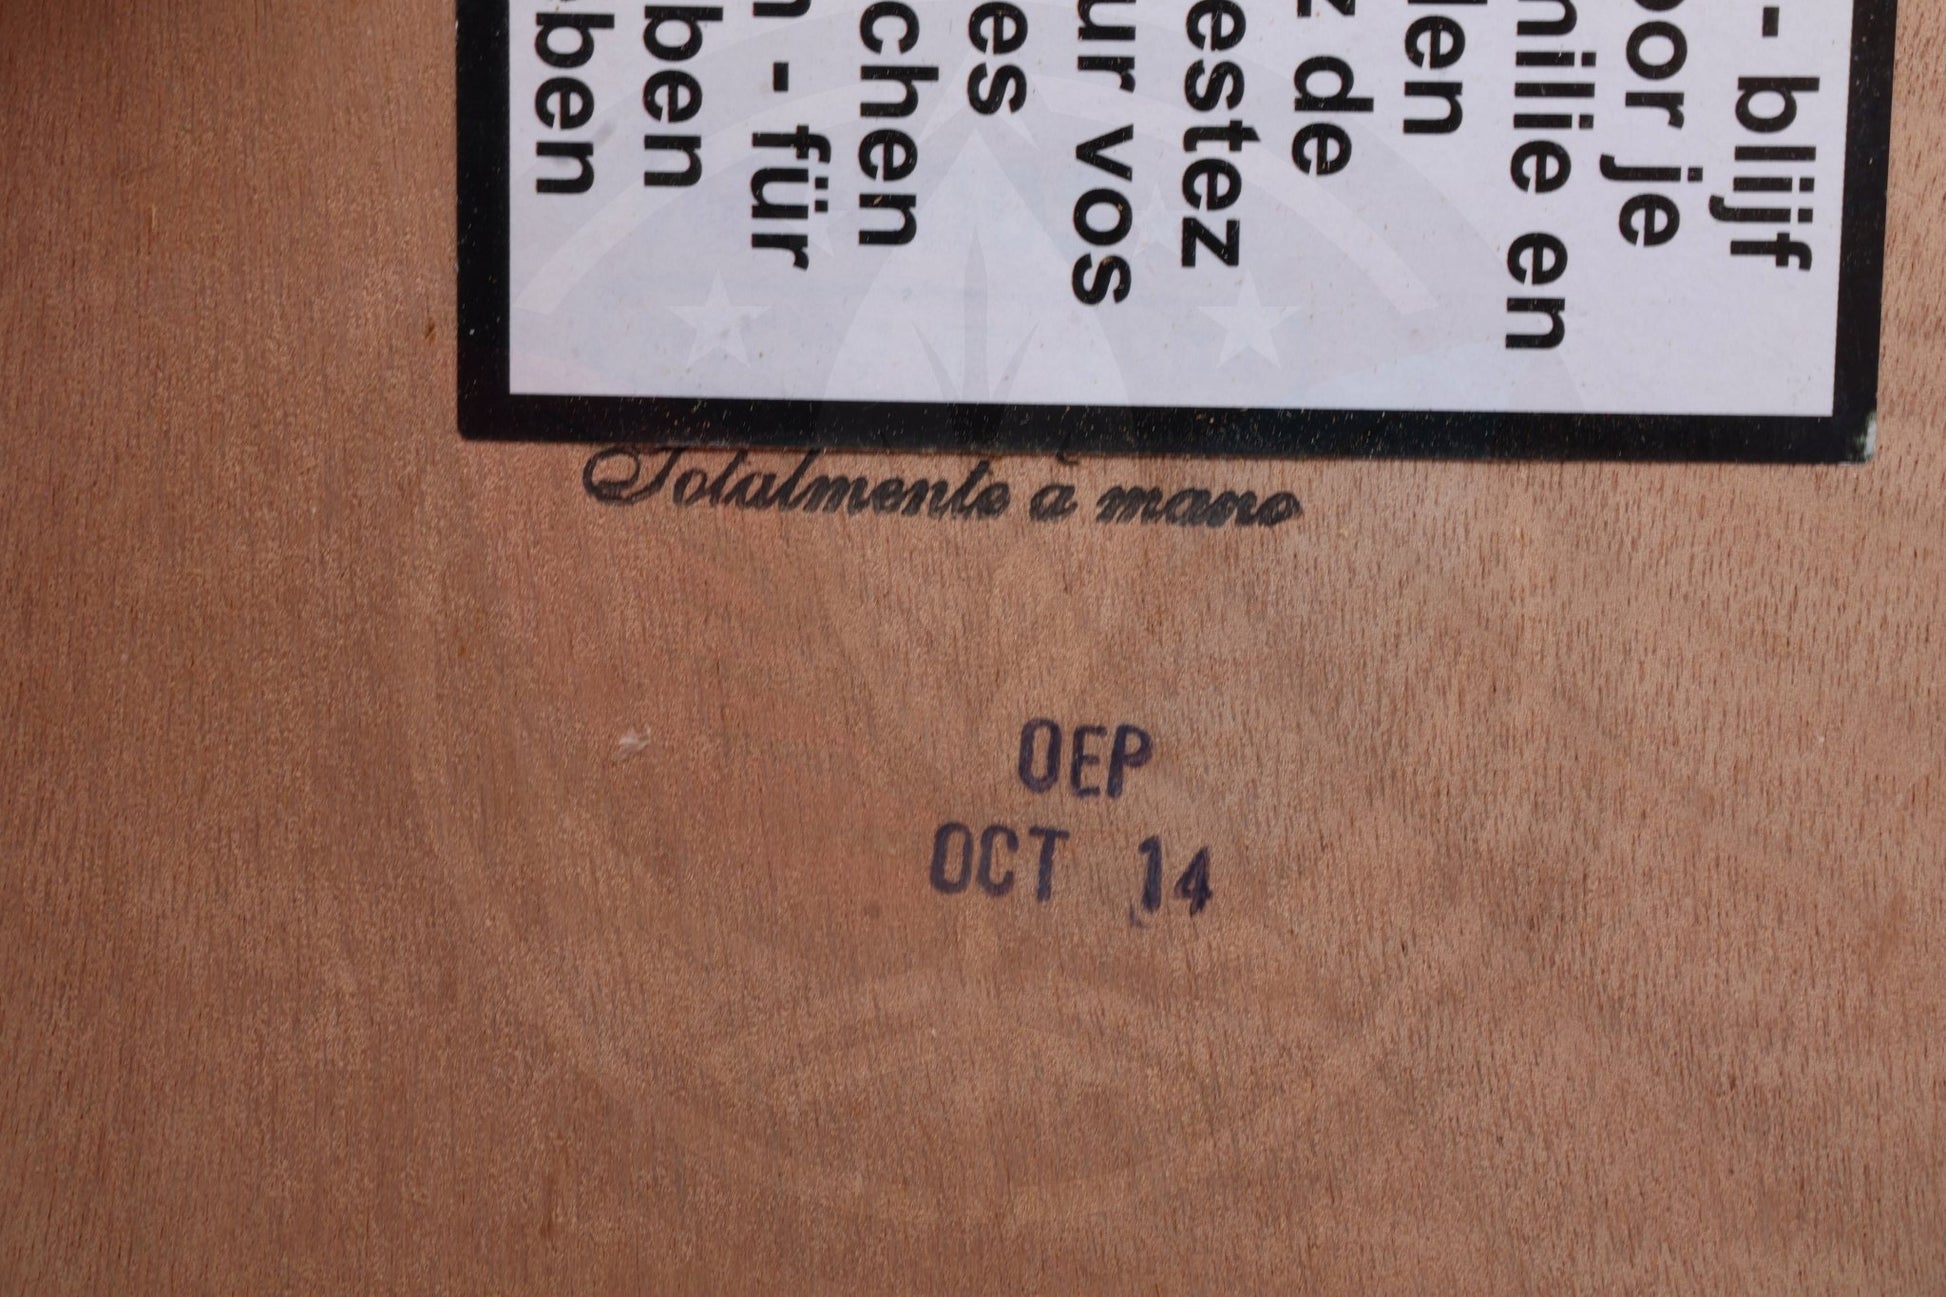 - blijf
oor je
milie en
len
z de
estez
ur vos
es
chen
- für
ben
ben
Totalmente a mano
OEP
OCT 14